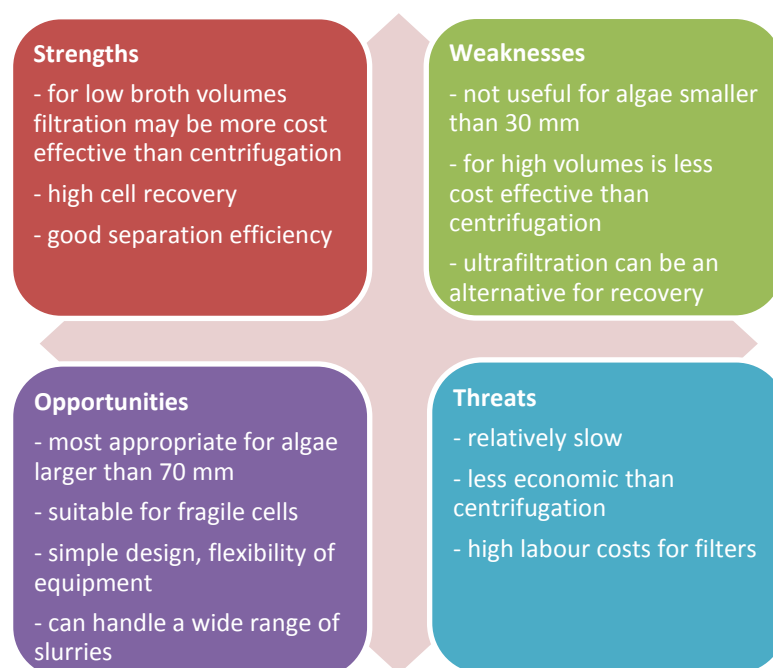 Strengths
- for low broth volumes
filtration may be more cost
effective than centrifugation
- high cell recovery
- good separation efficiency
Weaknesses
- not useful for algae smaller
than 30 mm
- for high volumes is less
cost effective than
centrifugation
- ultrafiltration can be an
alternative for recovery
Opportunities
- most appropriate for algae
larger than 70 mm
- suitable for fragile cells
- simple design, flexibility of
equipment
- can handle a wide range of
slurries
Threats
- relatively slow
- less economic than
centrifugation
- high labour costs for filters